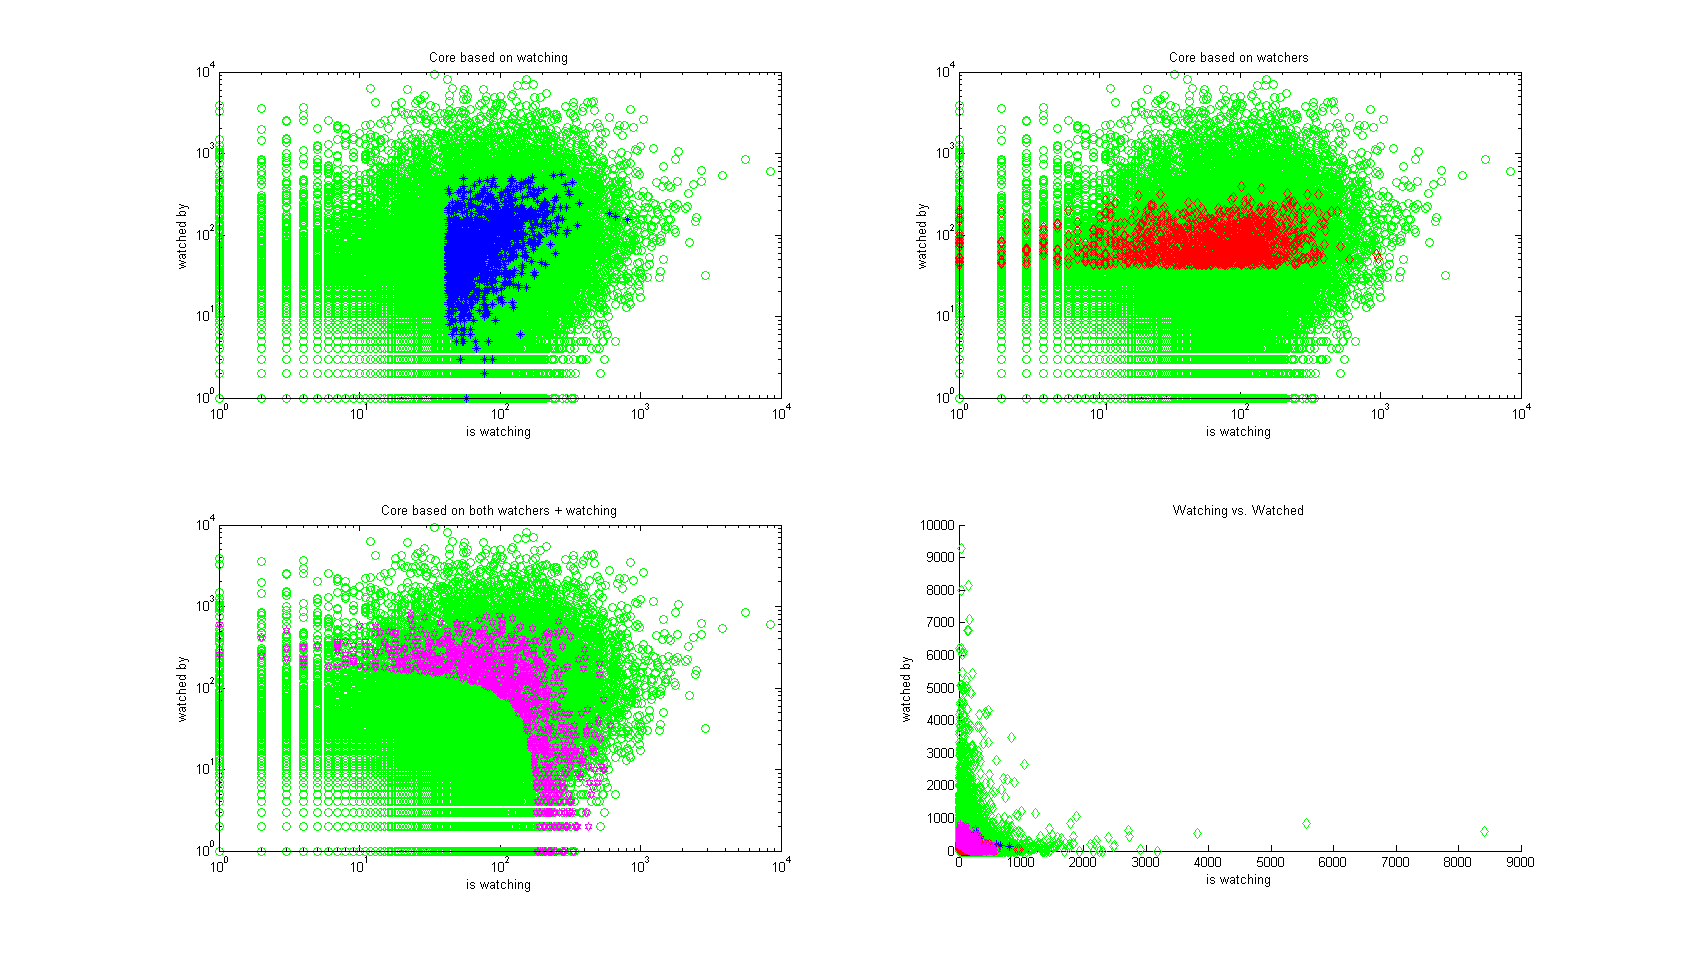 Core based on watching
10^4
10^3
10^2
10^1
10^0
watched by
10^0 10^1 10^2 10^3 10^4
is watching
Core based on watchers
10^4
10^3
10^2
10^1
10^0
watched by
10^0 10^1 10^2 10^3 10^4
is watching
Core based on both watchers + watching
10^4
10^3
10^2
10^1
10^0
watched by
10^0 10^1 10^2 10^3 10^4
is watching
Watching vs. Watched
10000
9000
8000
7000
6000
5000
4000
3000
2000
1000
0
watched by
0 1000 2000 3000 4000 5000 6000 7000 8000 9000
is watching